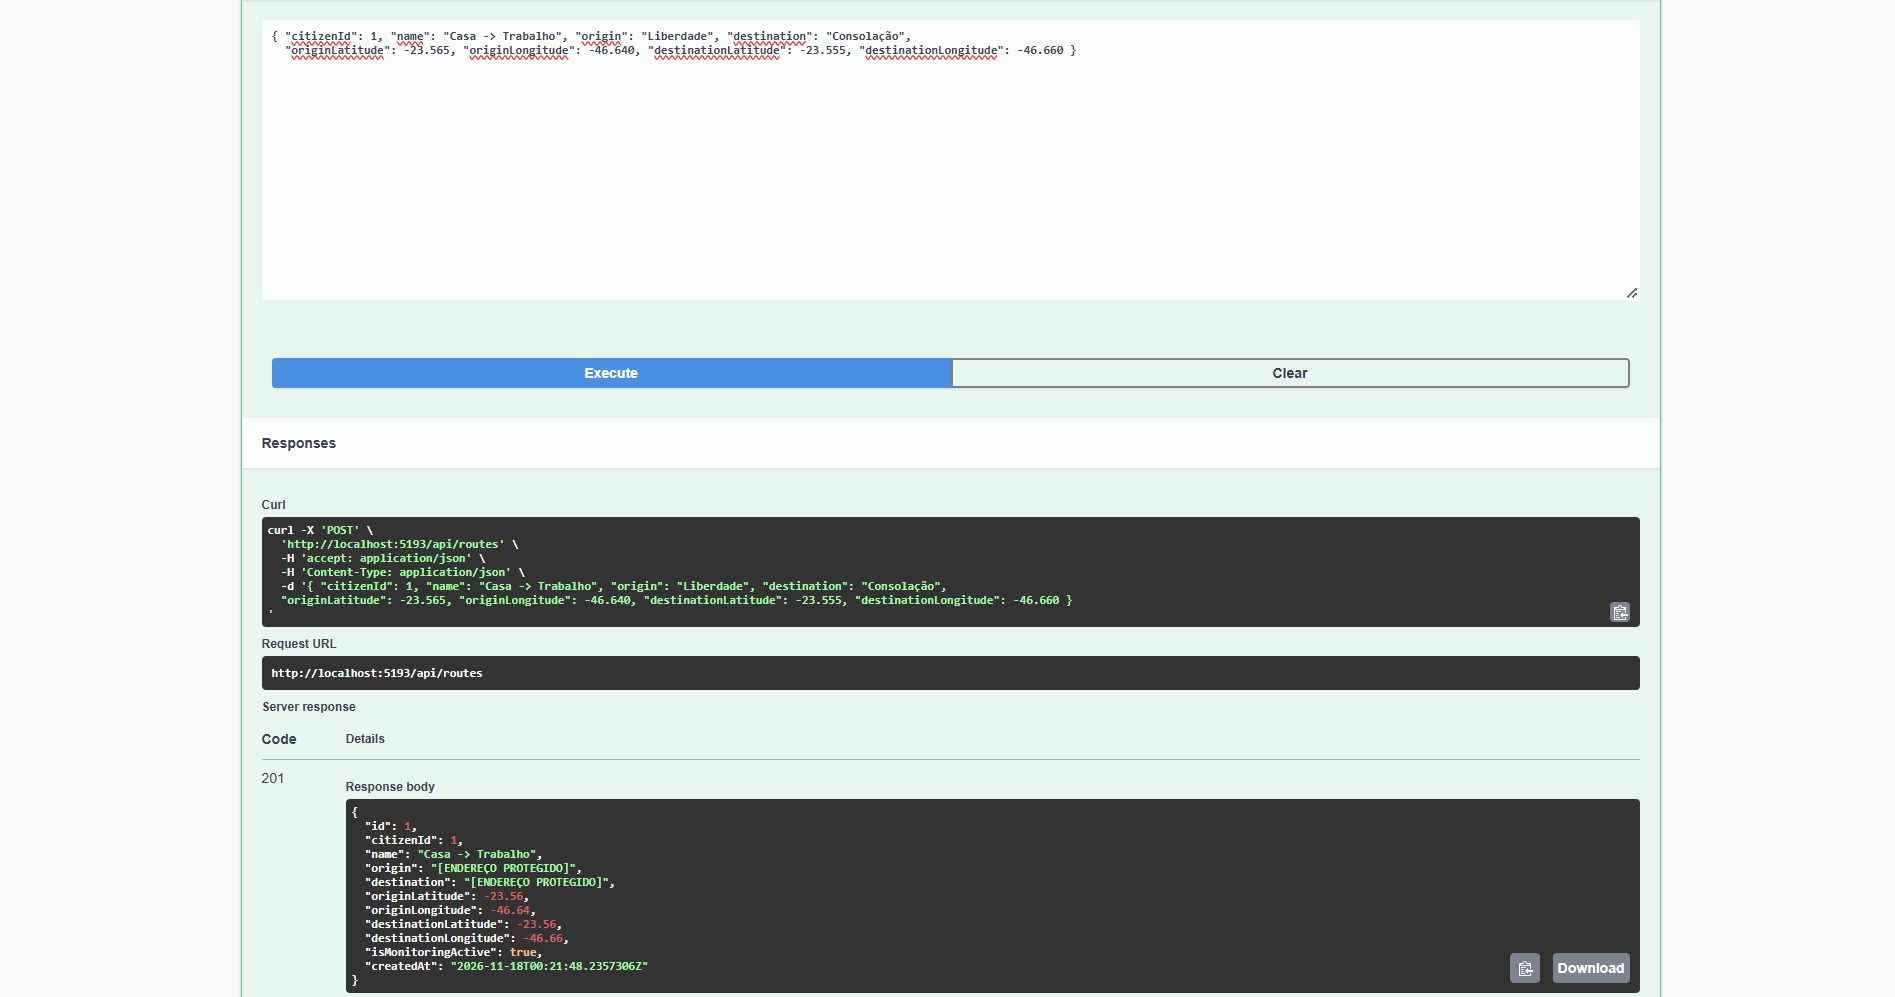 { "citizenId": 1, "name": "Casa -> Trabalho", "origin": "Liberdade", "destination": "Consolação",
  "originLatitude": -23.565, "originLongitude": -46.640, "destinationLatitude": -23.555, "destinationLongitude": -46.660 }
Execute
Clear
Responses
Curl
curl -X 'POST' \
  'http://localhost:5193/api/routes' \
  -H 'accept: application/json' \
  -H 'Content-Type: application/json' \
  -d '{ "citizenId": 1, "name": "Casa -> Trabalho", "origin": "Liberdade", "destination": "Consolação",
  "originLatitude": -23.565, "originLongitude": -46.640, "destinationLatitude": -23.555, "destinationLongitude": -46.660 }
'
Request URL
http://localhost:5193/api/routes
Server response
Code Details
201
Response body
{
  "id": 1,
  "citizenId": 1,
  "name": "Casa -> Trabalho",
  "origin": "[ENDEREÇO PROTEGIDO]",
  "destination": "[ENDEREÇO PROTEGIDO]",
  "originLatitude": -23.56,
  "originLongitude": -46.64,
  "destinationLatitude": -23.56,
  "destinationLongitude": -46.66,
  "isMonitoringActive": true,
  "createdAt": "2026-11-18T00:21:48.2357306Z"
}
Download